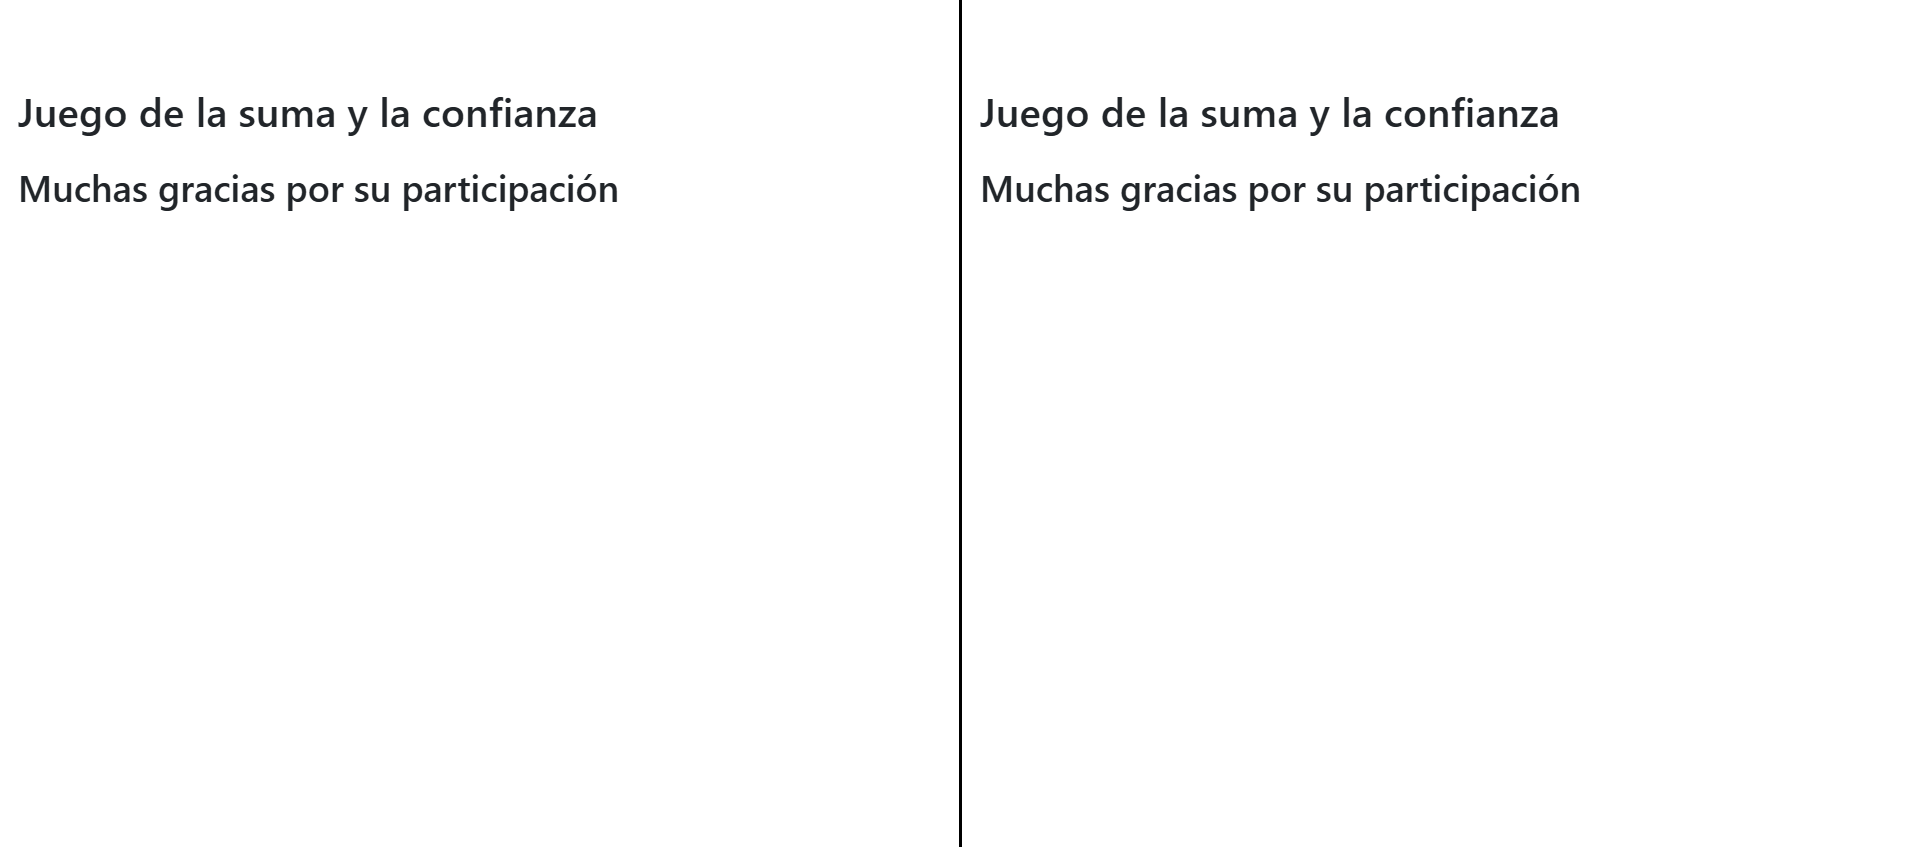 Juego de la suma y la confianza
Muchas gracias por su participación
Juego de la suma y la confianza
Muchas gracias por su participación